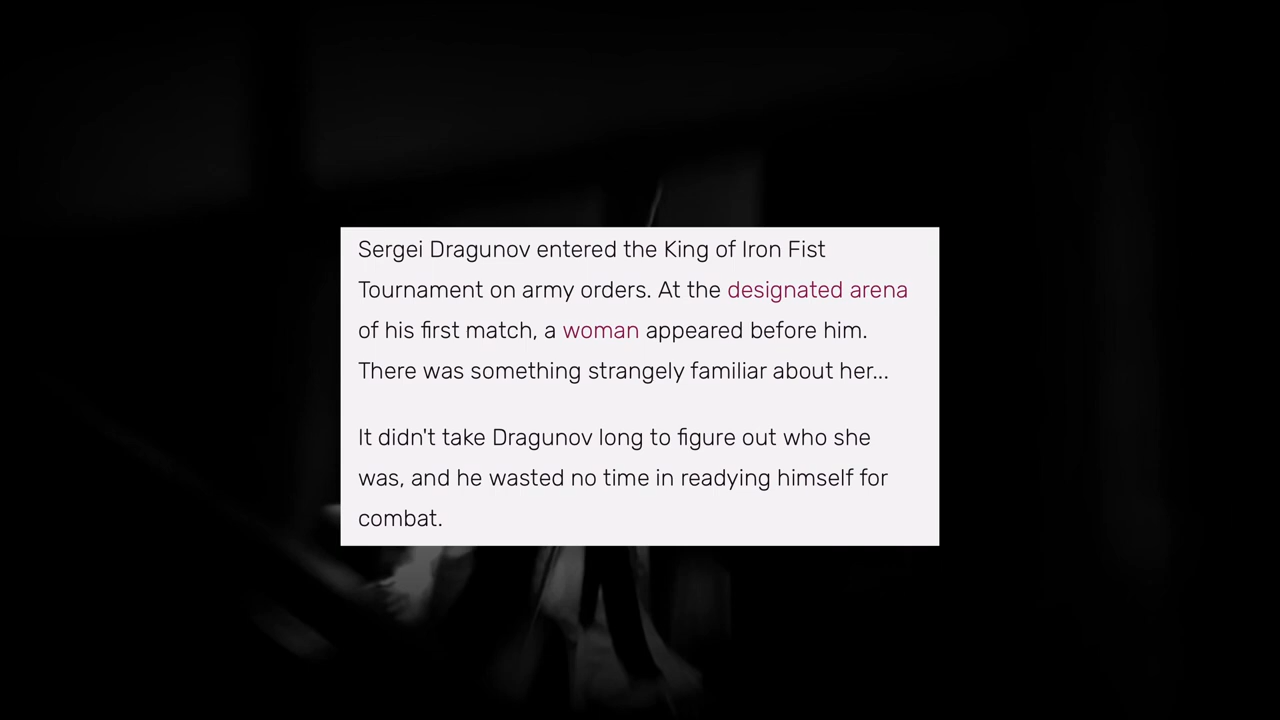 Sergei Dragunov entered the King of Iron Fist
Tournament on army orders. At the designated arena
of his first match, a woman appeared before him.
There was something strangely familiar about her...
It didn't take Dragunov long to figure out who she
was, and he wasted no time in readying himself for
combat.